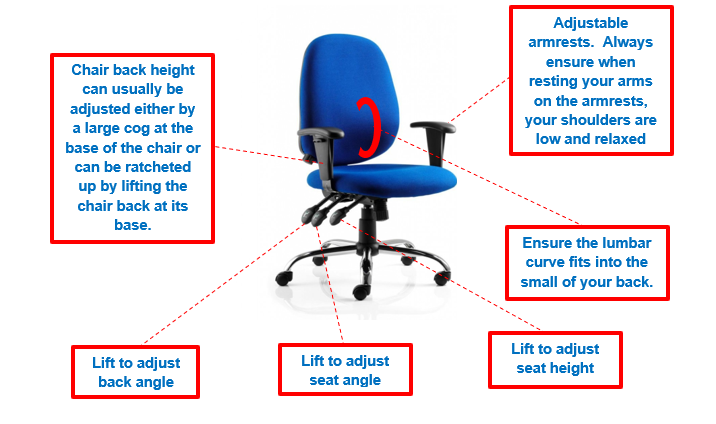 Chair back height
can usually be
adjusted either by
a large cog at the
base of the chair or
can be ratcheted
up by lifting the
chair back at its
base.
Adjustable
armrests.  Always
ensure when
resting your arms
on the armrests,
your shoulders are
low and relaxed
Ensure the lumbar
curve fits into the
small of your back.
Lift to adjust
back angle
Lift to adjust
seat angle
Lift to adjust
seat height